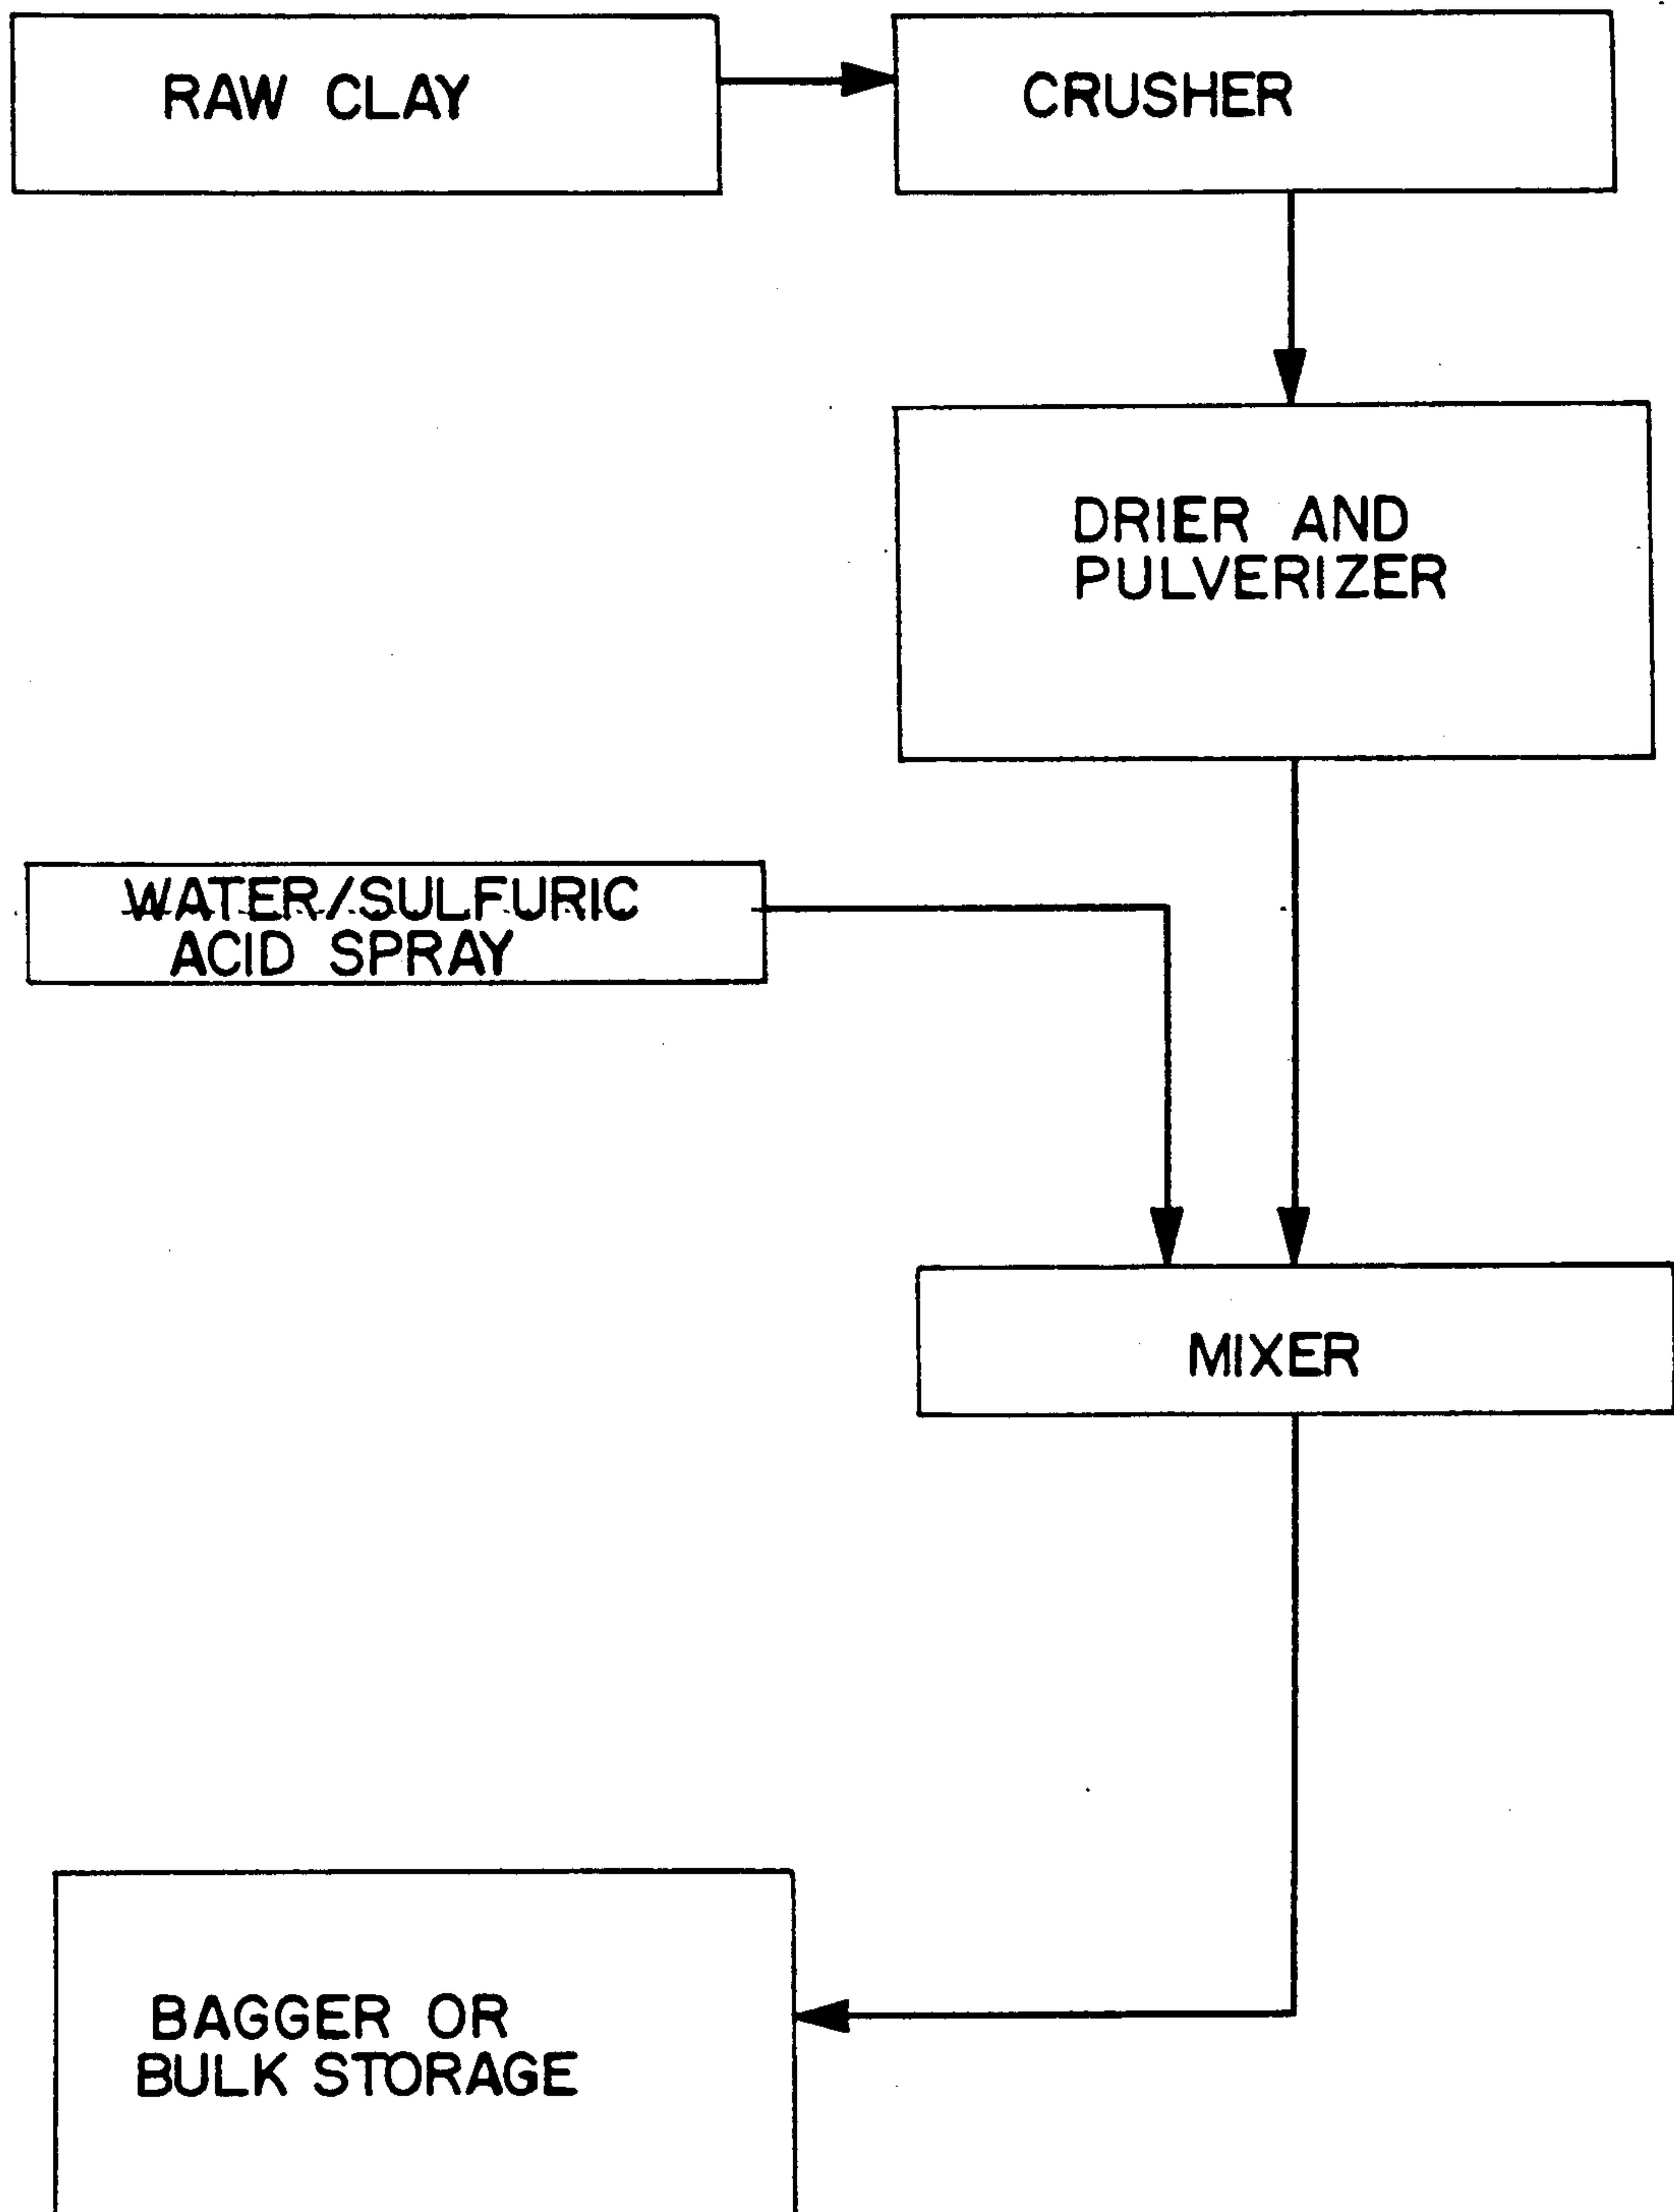 RAW CLAY
CRUSHER
DRIER AND
PULVERIZER
WATER/SULFURIC
ACID SPRAY
MIXER
BAGGER OR
BULK STORAGE